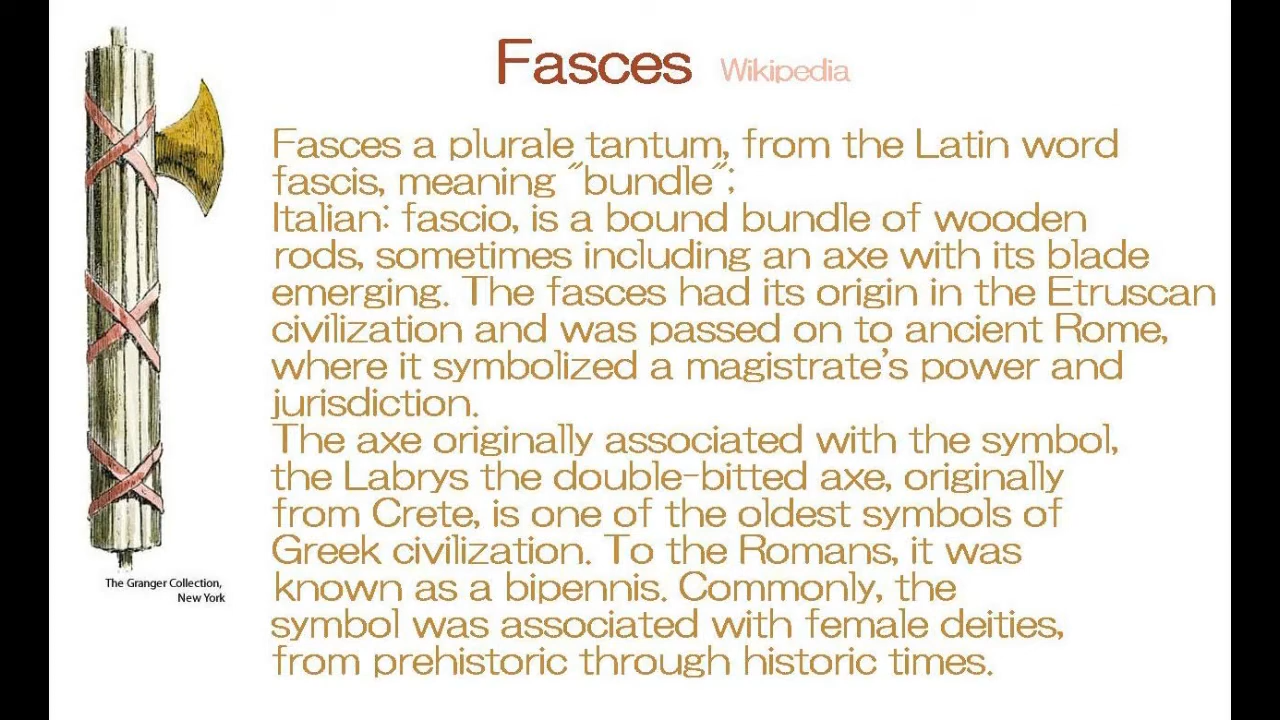 Fasces Wikipedia
Fasces a plurale tantum, from the Latin word
fascis, meaning "bundle";
Italian: fascio, is a bound bundle of wooden
rods, sometimes including an axe with its blade
emerging. The fasces had its origin in the Etruscan
civilization and was passed on to ancient Rome,
where it symbolized a magistrate's power and
jurisdiction.
The axe originally associated with the symbol,
the Labrys the double-bitted axe, originally
from Crete, is one of the oldest symbols of
Greek civilization. To the Romans, it was
known as a bipennis. Commonly, the
symbol was associated with female deities,
from prehistoric through historic times.
The Granger Collection,
New York